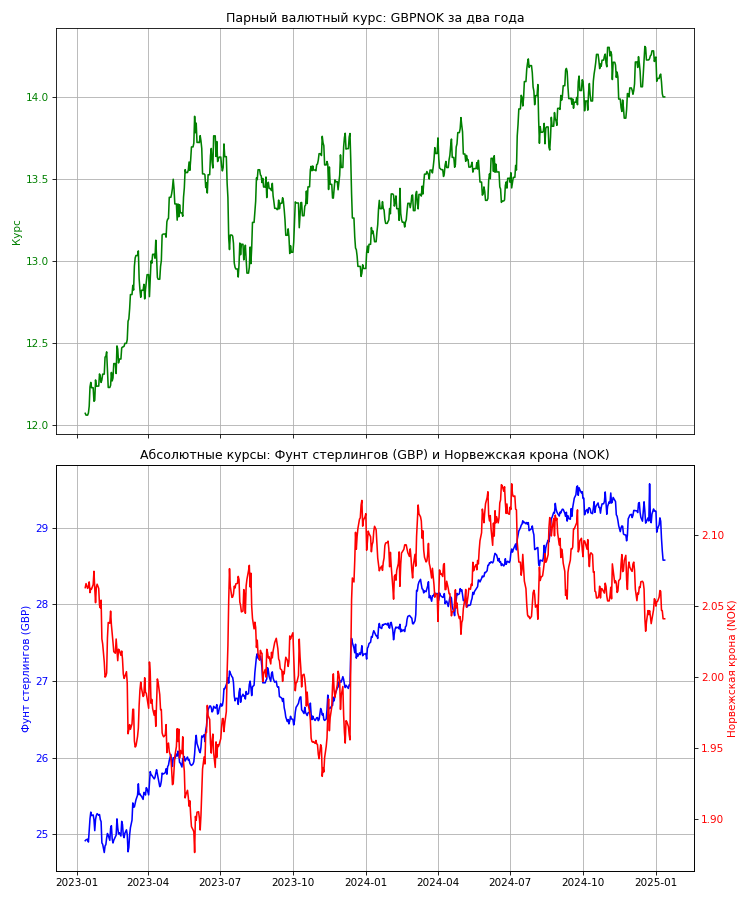 Парный валютный курс: GBPNOK за два года
Курс
14.0
13.5
13.0
12.5
12.0
Абсолютные курсы: Фунт стерлингов (GBP) и Норвежская крона (NOK)
Фунт стерлингов (GBP)
29
28
27
26
25
2.10
2.05
2.00
1.95
1.90
Норвежская крона (NOK)
2023-01 2023-04 2023-07 2023-10 2024-01 2024-04 2024-07 2024-10 2025-01